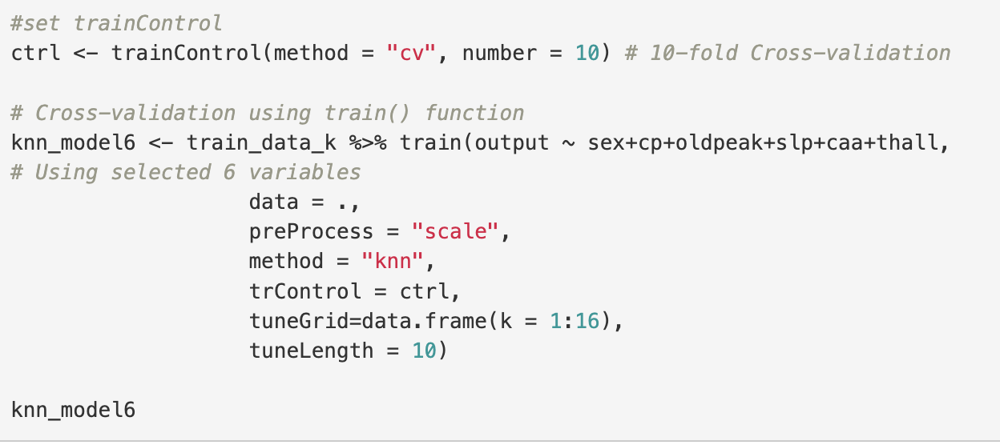 #set trainControl
ctrl <- trainControl(method = "cv", number = 10) # 10-fold Cross-validation
# Cross-validation using train() function
knn_model6 <- train_data_k %>% train(output ~ sex+cp+oldpeak+slp+caa+thall,
# Using selected 6 variables
data = .,
preProcess = "scale",
method = "knn",
trControl = ctrl,
tuneGrid=data.frame(k = 1:16),
tuneLength = 10)
knn_model6